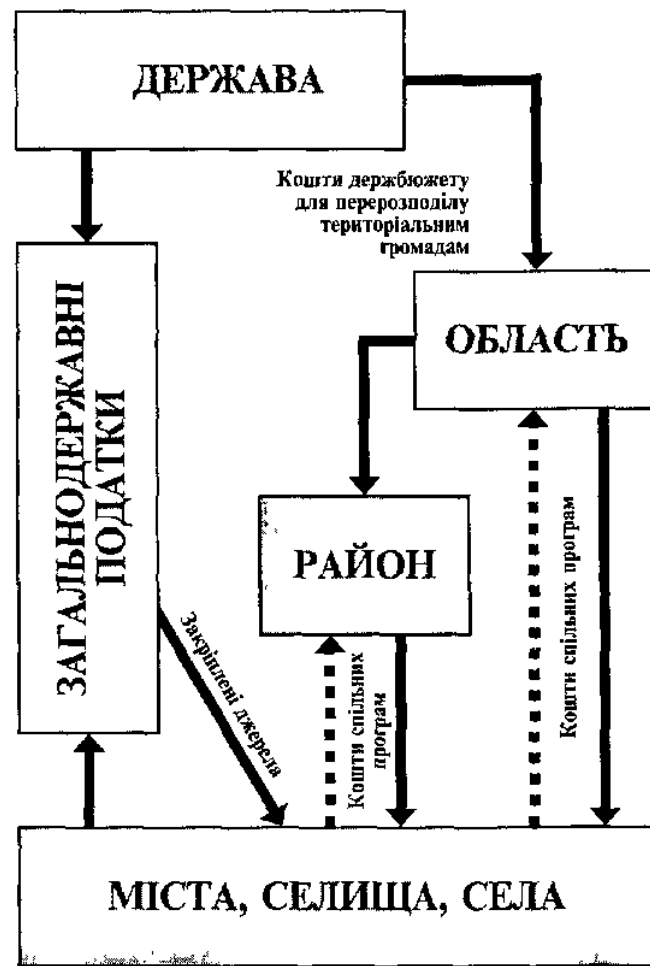 ДЕРЖАВА
Кошти держбюджету
для перерозподілу
територіальним
громадам
ЗАГАЛЬНОДЕРЖАВНІ
ПОДАТКИ
ОБЛАСТЬ
РАЙОН
Закріплені джерела
Кошти спільних
програм
Кошти спільних програм
МІСТА, СЕЛИЩА, СЕЛА